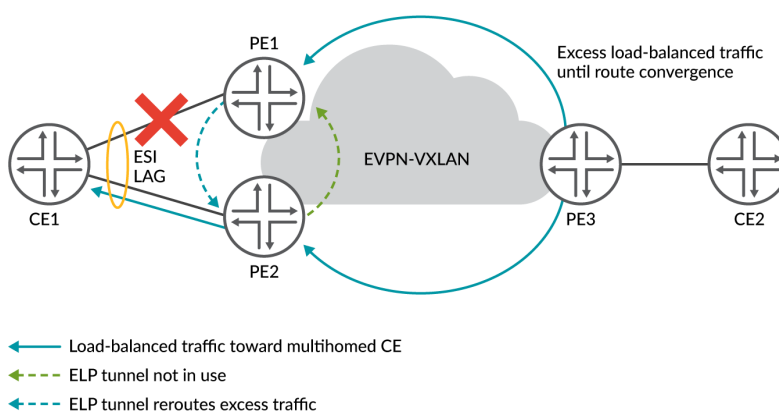 PE1
Excess load-balanced traffic
until route convergence
ESI
LAG
EVPN-VXLAN
CE1
PE2
PE3
CE2
Load-balanced traffic toward multihomed CE
ELP tunnel not in use
ELP tunnel reroutes excess traffic